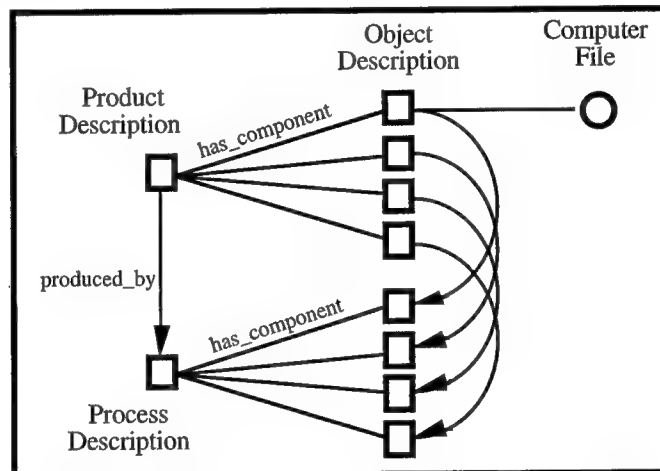 Object
Description
Computer
File
Product
Description
has_component
produced_by
has_component
Process
Description